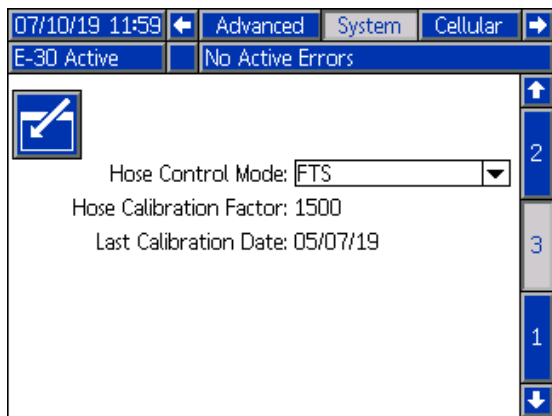 07/10/19 11:59 Advanced System Cellular
E-30 Active No Active Errors
2
Hose Control Mode: FTS
Hose Calibration Factor: 1500
Last Calibration Date: 05/07/19
3
1